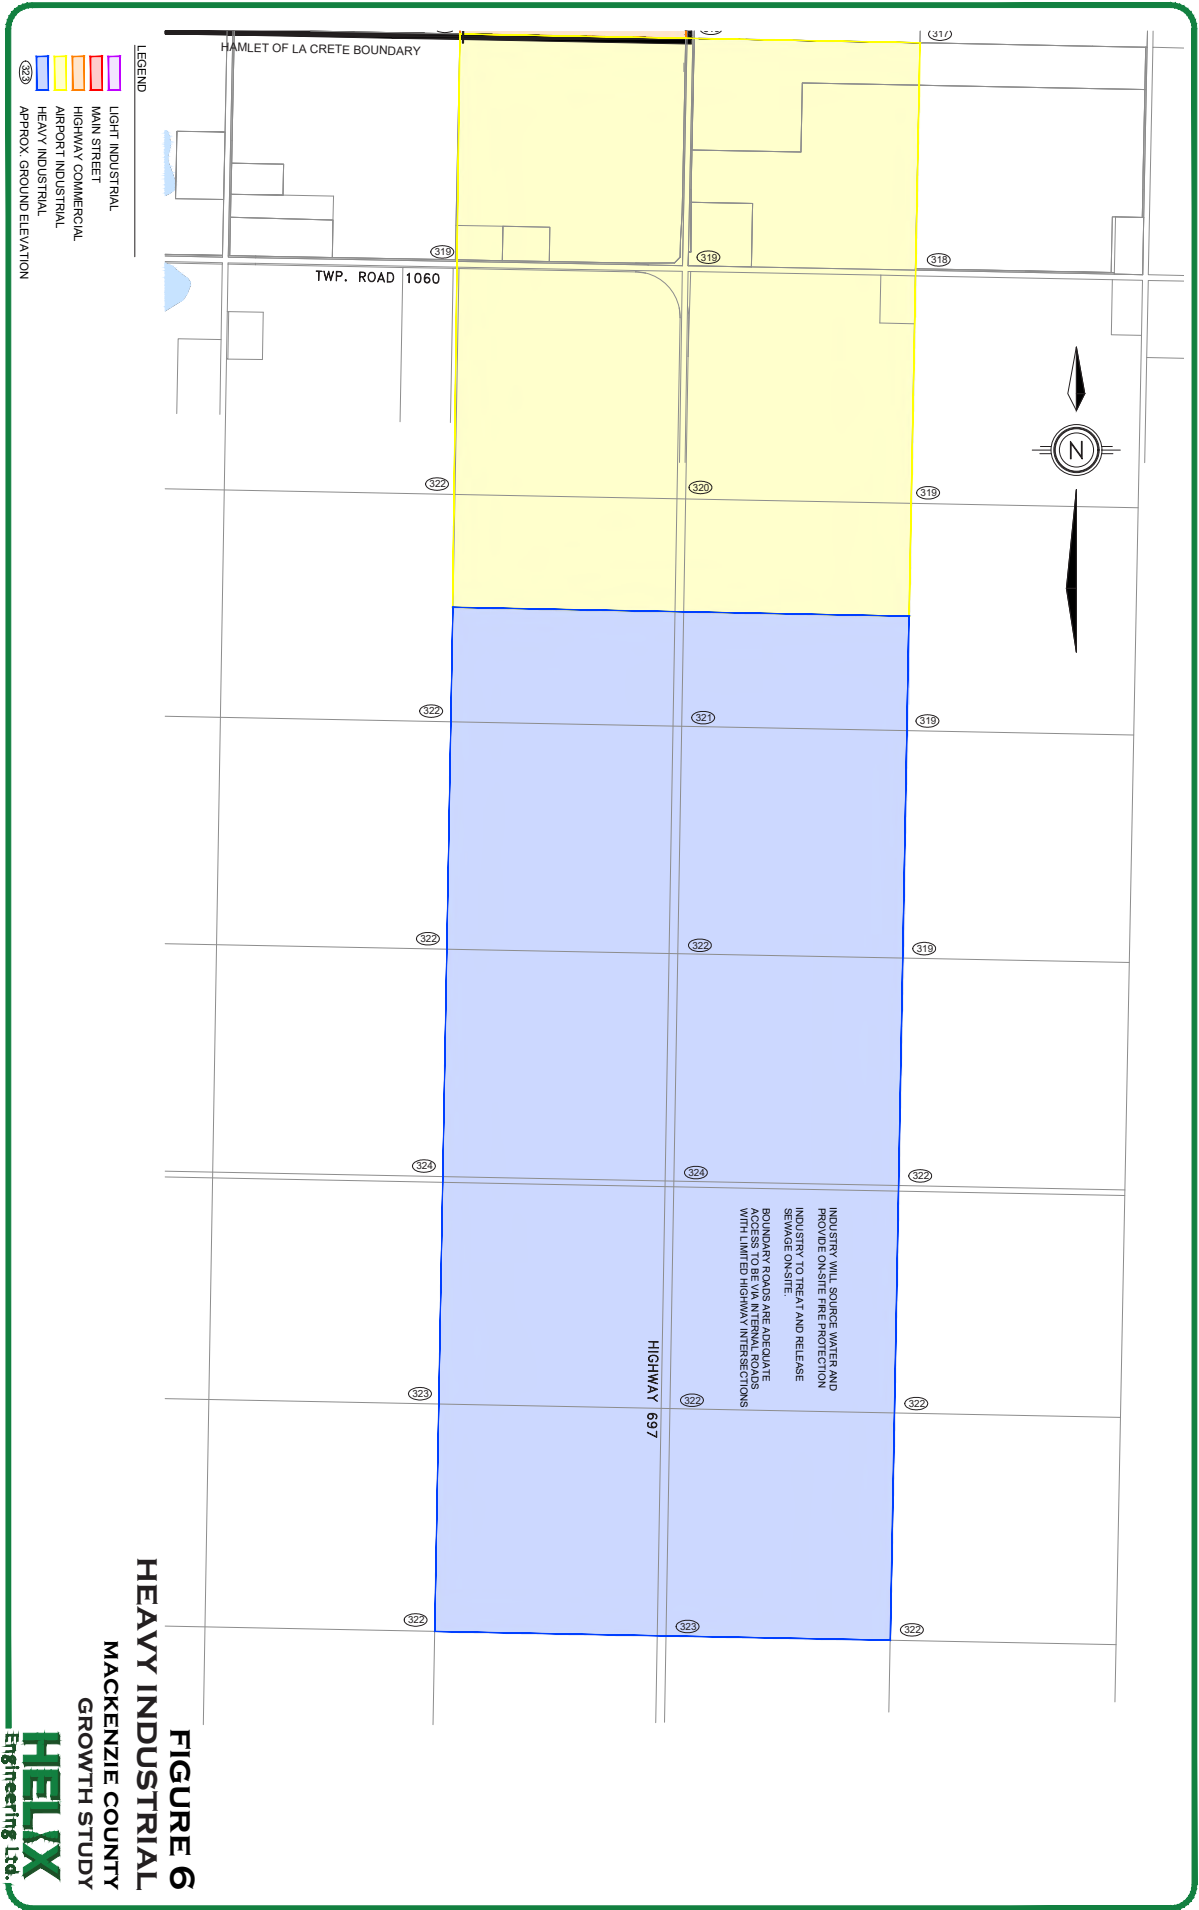 HAMLET OF LA CRETE BOUNDARY
317
LEGEND
LIGHT INDUSTRIAL
MAIN STREET
HIGHWAY COMMERCIAL
AIRPORT INDUSTRIAL
HEAVY INDUSTRIAL
323 APPROX. GROUND ELEVATION
319
319
318
TWP. ROAD 1060
N
322
320
319
322
321
319
322
322
319
324
324
322
INDUSTRY WILL SOURCE WATER AND
PROVIDE ON-SITE FIRE PROTECTION
INDUSTRY TO TREAT AND RELEASE
SEWAGE ON-SITE.
BOUNDARY ROADS ARE ADEQUATE
ACCESS TO BE VIA INTERNAL ROADS
WITH LIMITED HIGHWAY INTERSECTIONS
HIGHWAY 697
323
322
322
322
323
322
FIGURE 6
HEAVY INDUSTRIAL
MACKENZIE COUNTY
GROWTH STUDY
HELIX
Engineering Ltd.